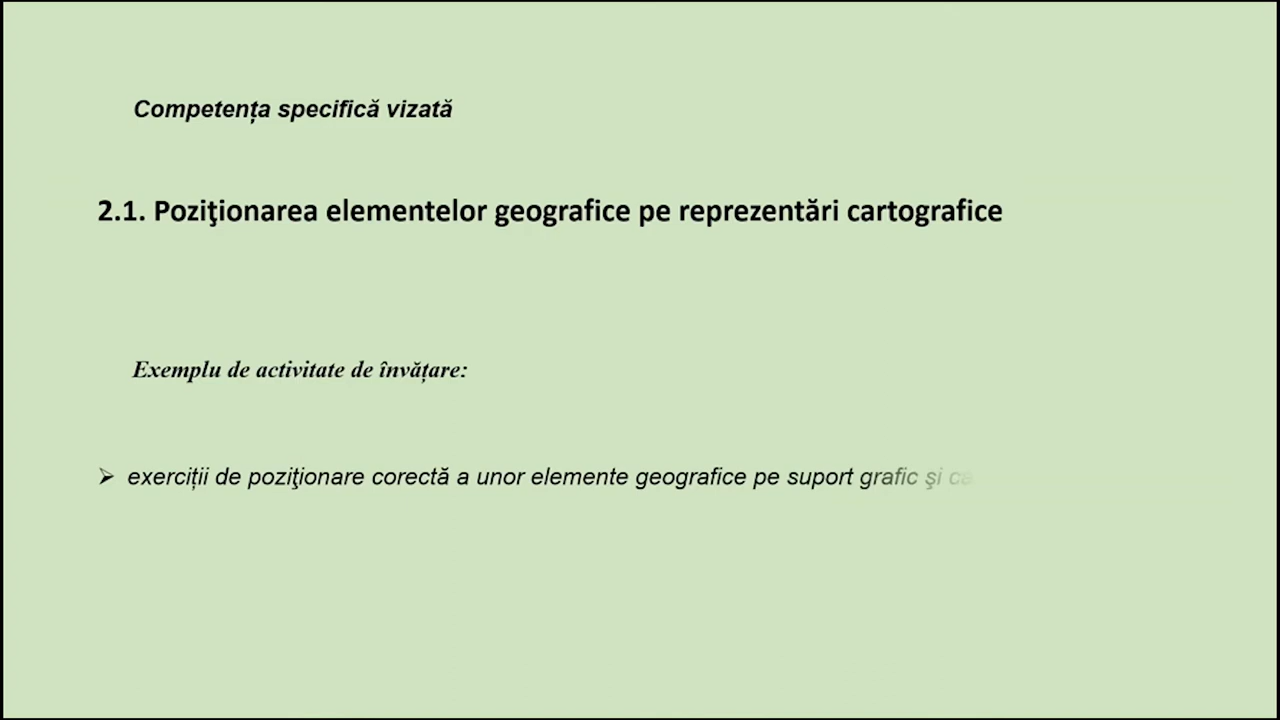 Competența specifică vizată
2.1. Poziţionarea elementelor geografice pe reprezentări cartografice
Exemplu de activitate de învățare:
exerciții de poziţionare corectă a unor elemente geografice pe suport grafic şi